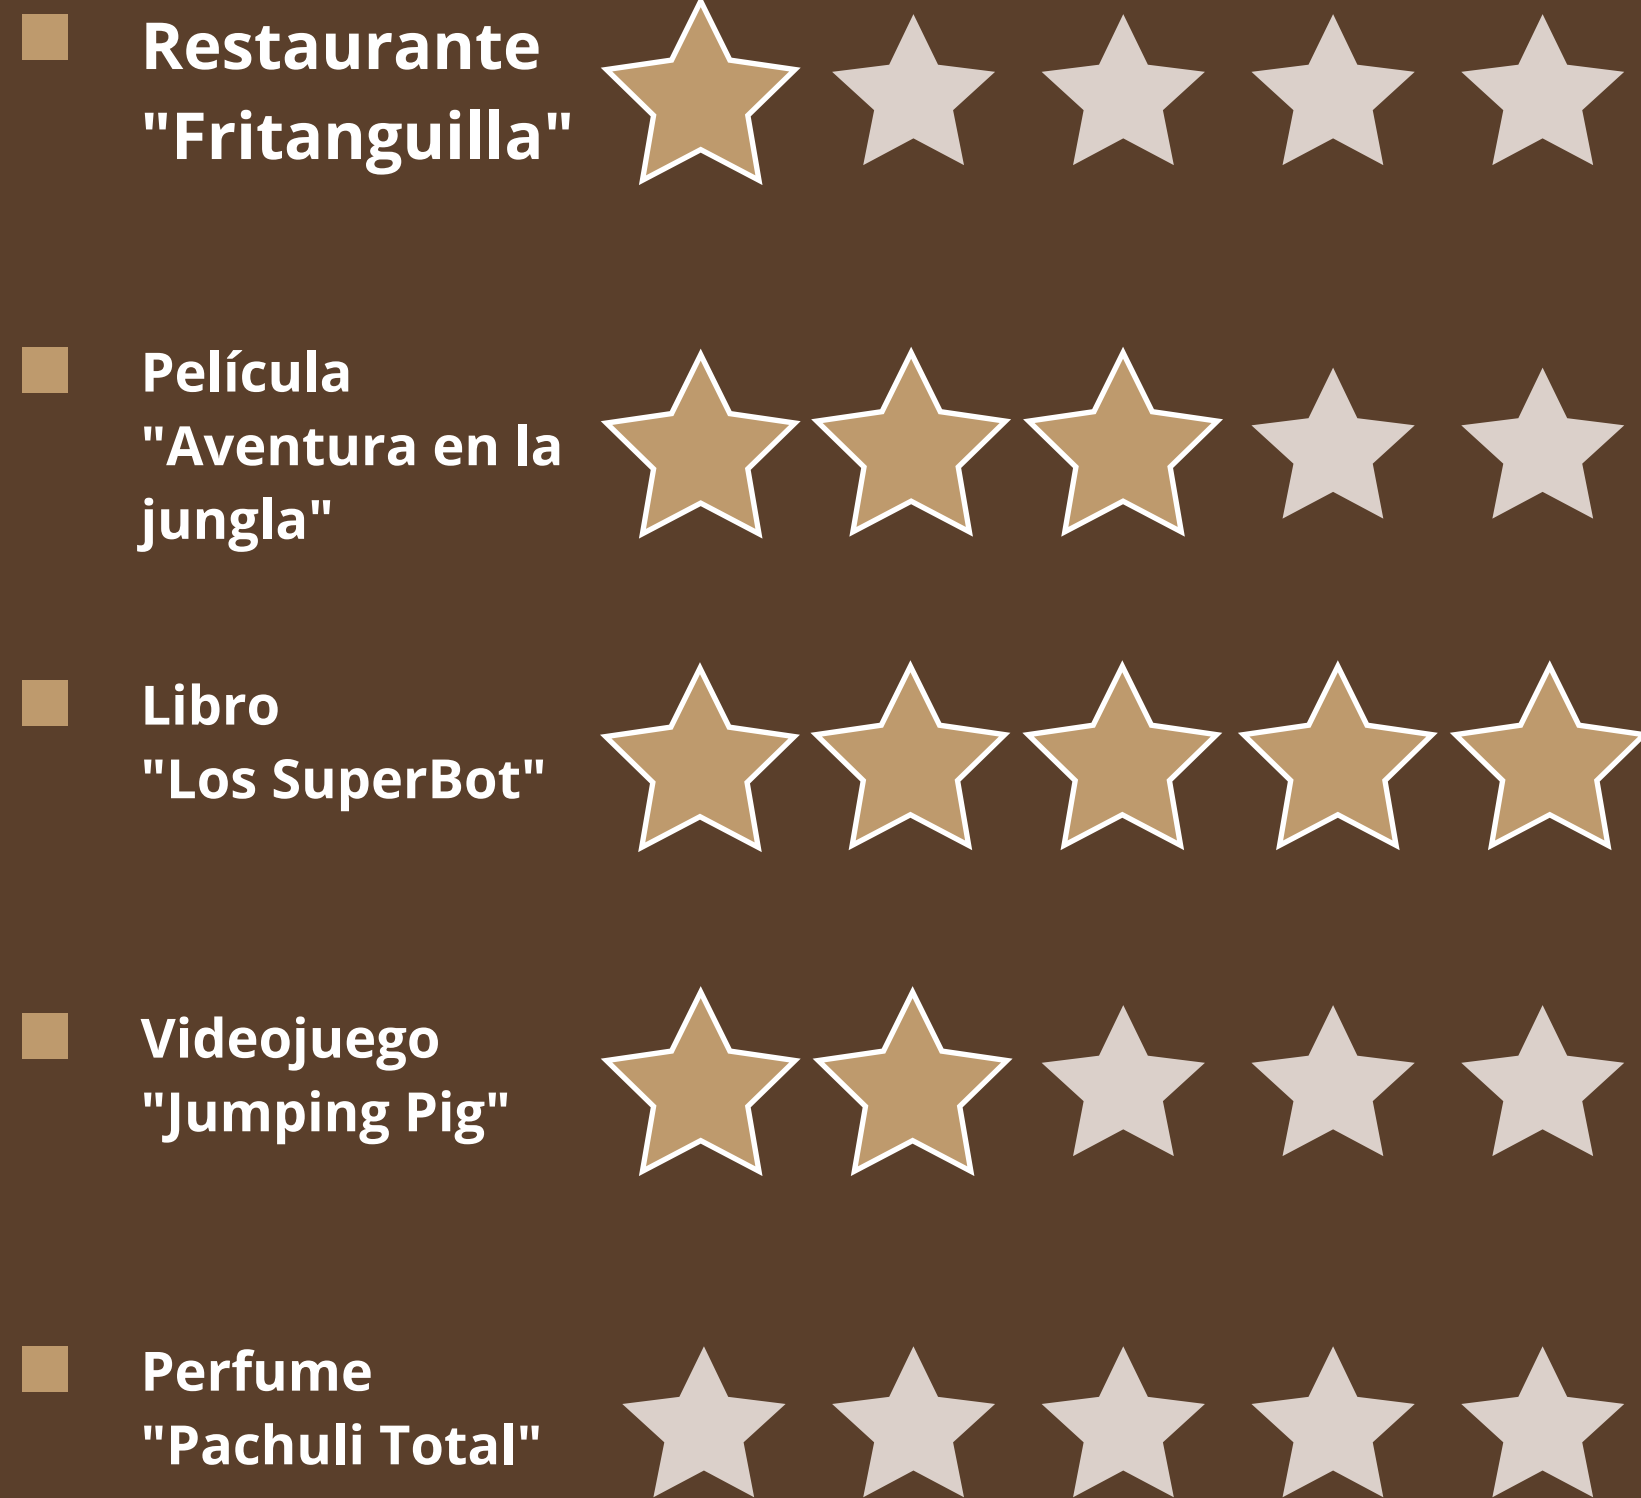 Restaurante
"Fritanguilla"
Película
"Aventura en la
jungla"
Libro
"Los SuperBot"
Videojuego
"Jumping Pig"
Perfume
"Pachuli Total"